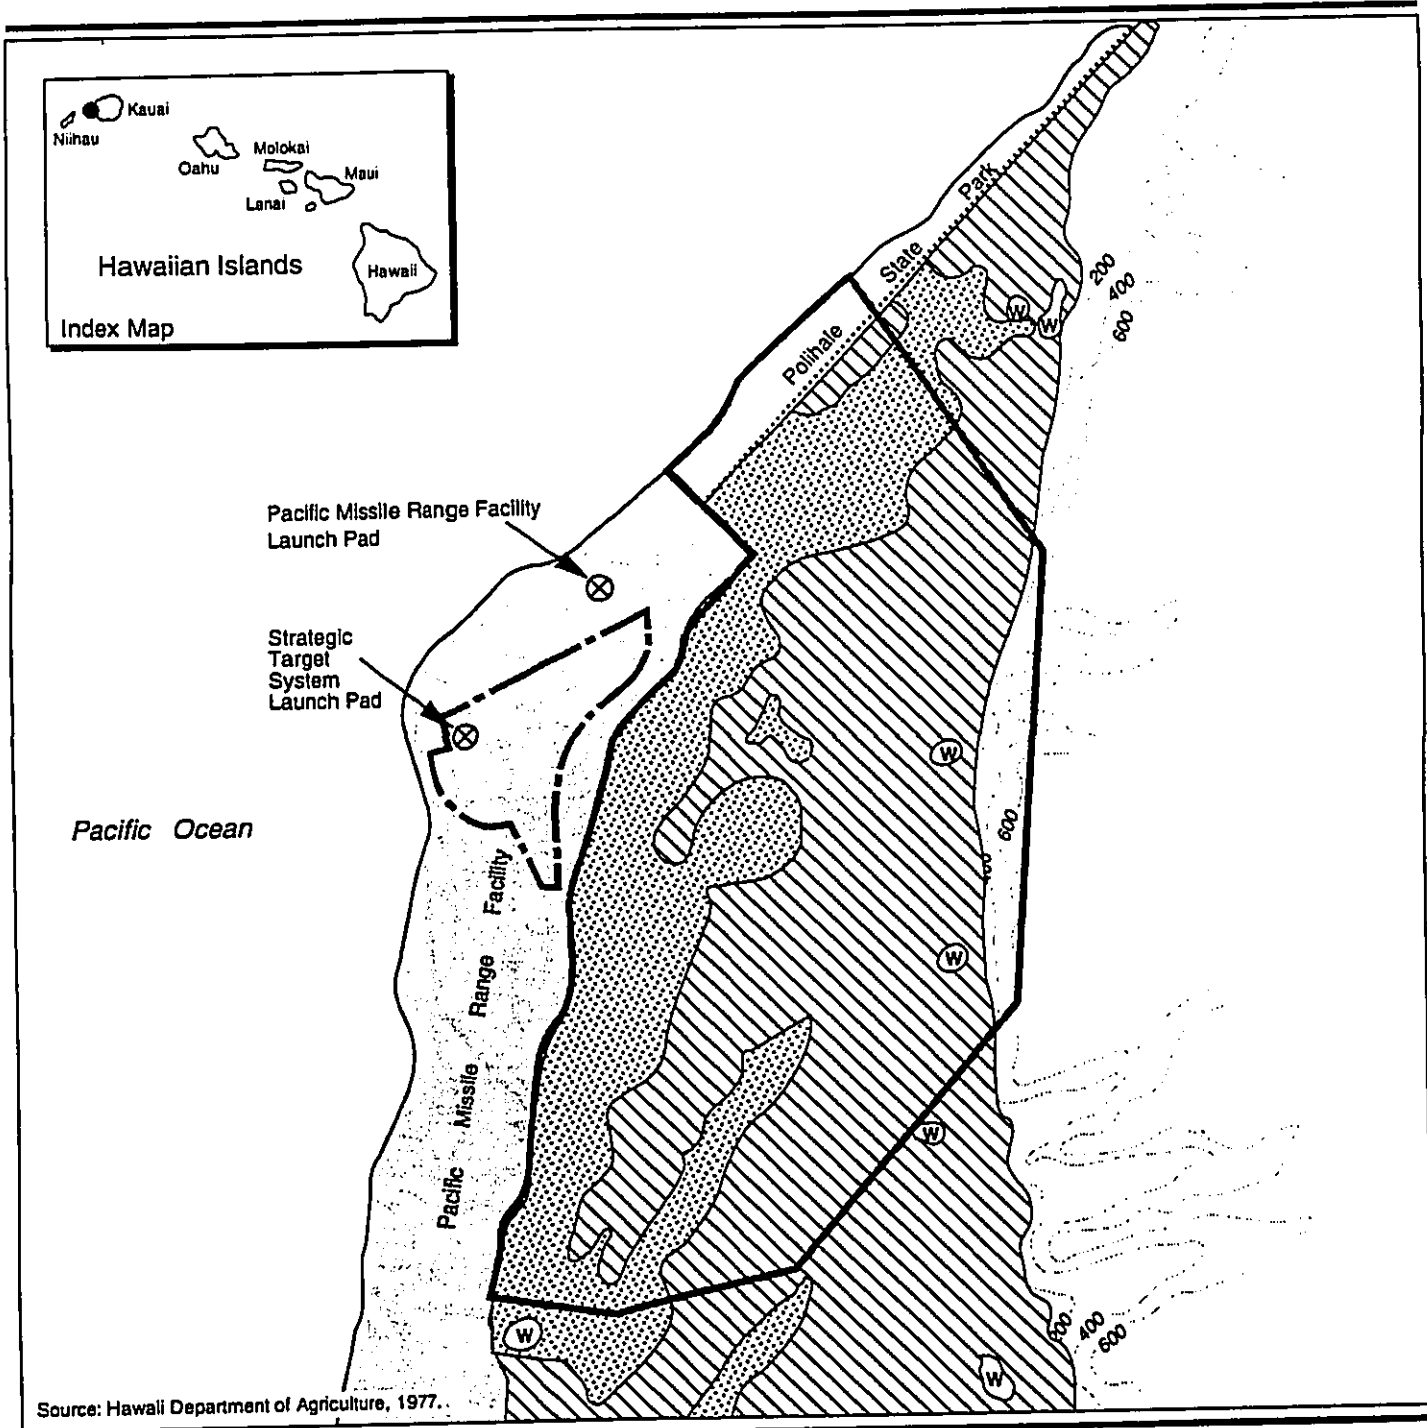 Kauai
Niihau
Oahu
Molokai
Maui
Lanai
Hawaii
Hawaiian Islands
Index Map
Polihale State Park
200
400
600
Pacific Missile Range Facility
Launch Pad
W
W
Strategic
Target
System
Launch Pad
W
600
Pacific Ocean
W
Pacific Missile Range Facility
W
200
400
600
W
W
Source: Hawaii Department of Agriculture, 1977.